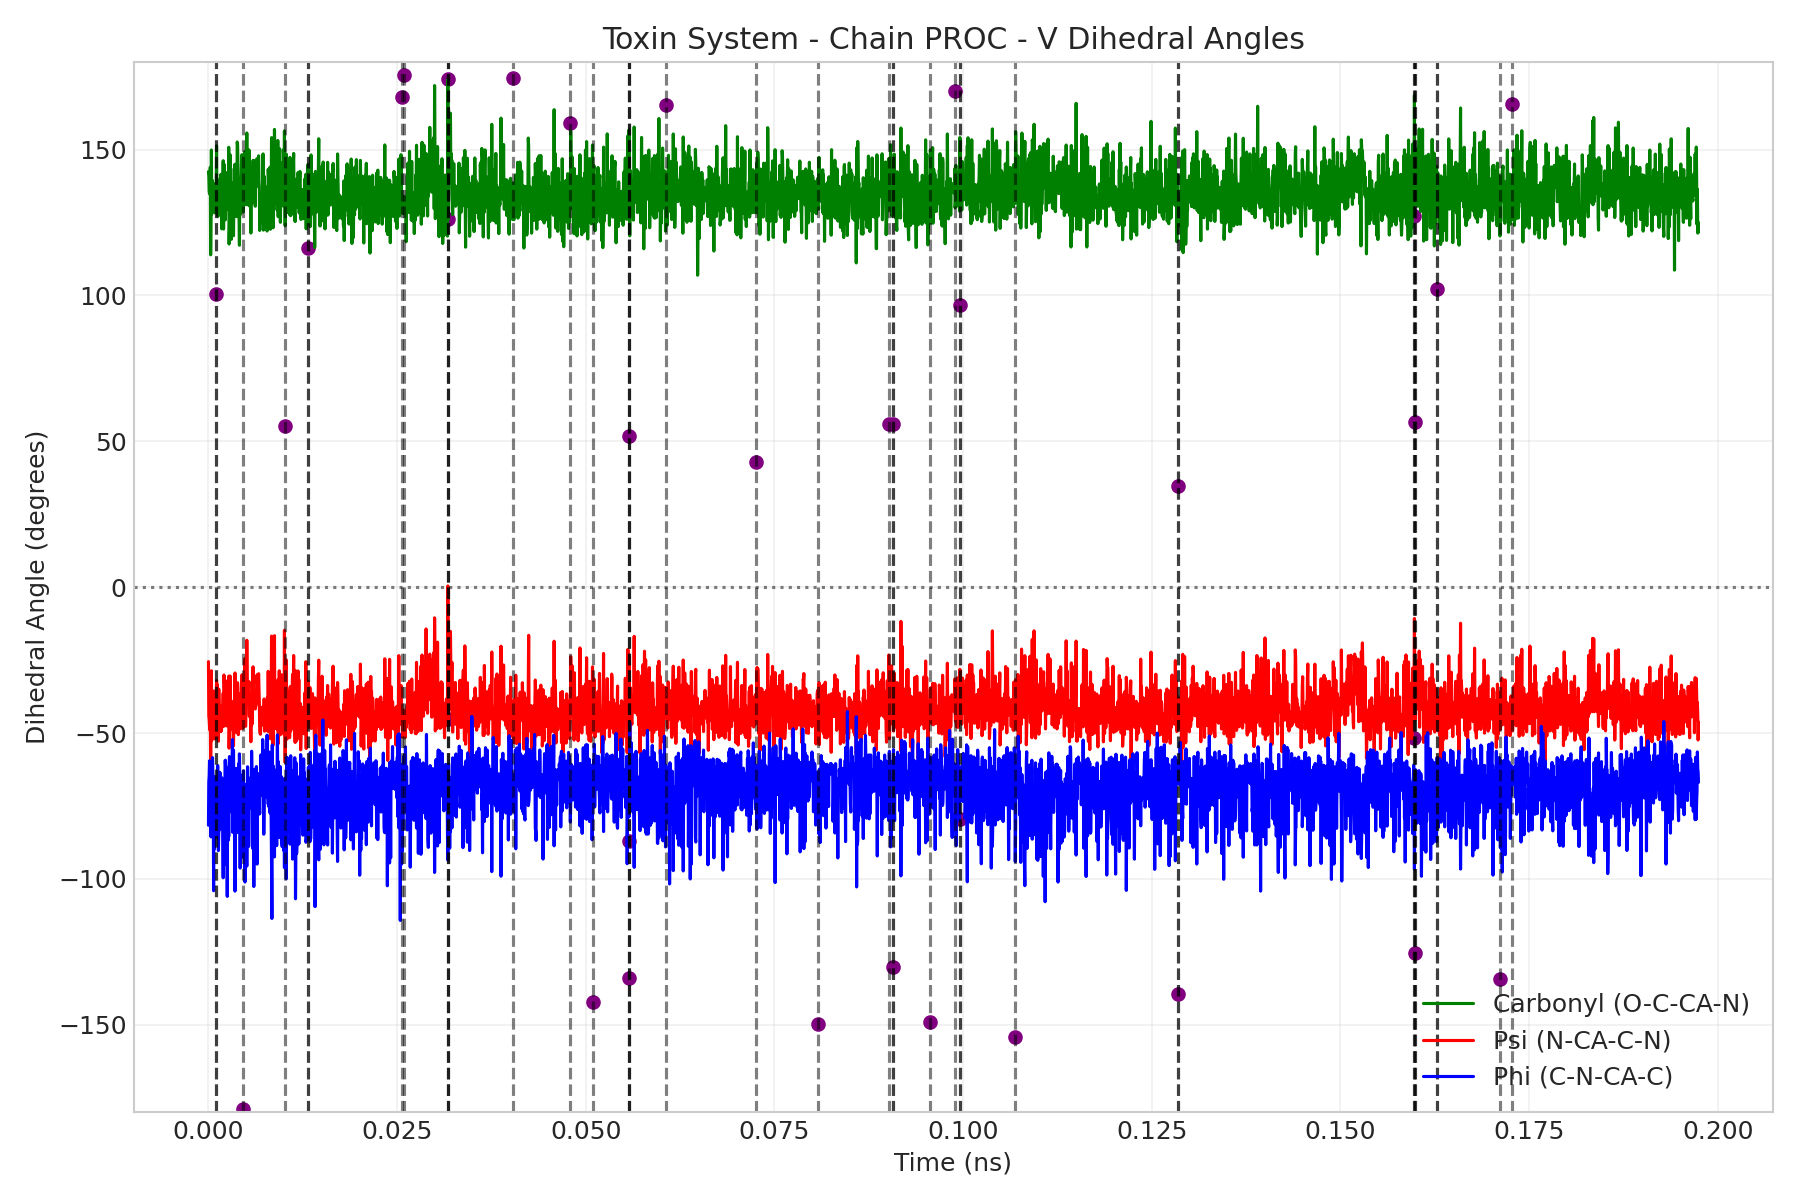 Toxin System - Chain PROC - V Dihedral Angles
Dihedral Angle (degrees)
150
100
50
0
−50
−100
−150
Carbonyl (O-C-CA-N)
Psi (N-CA-C-N)
Phi (C-N-CA-C)
0.000 0.025 0.050 0.075 0.100 0.125 0.150 0.175 0.200
Time (ns)